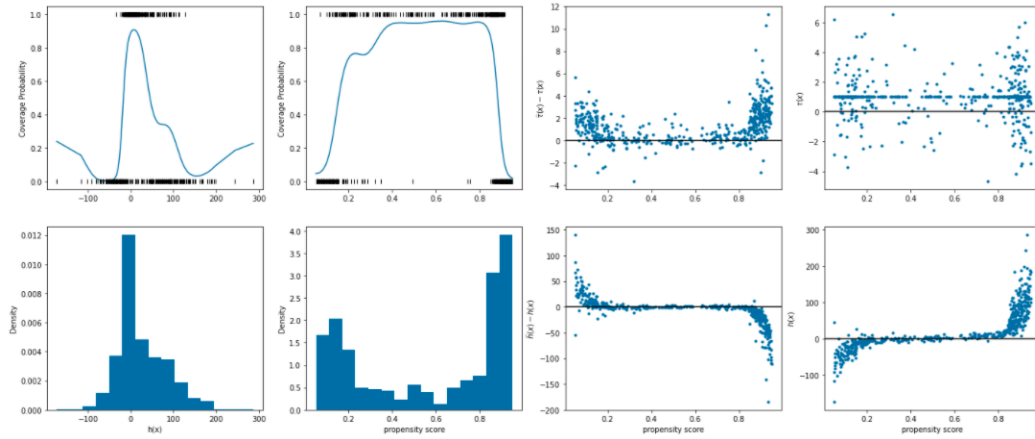 Coverage Probability
1.0
0.8
0.6
0.4
0.2
0.0
−100 0 100 200 300
Coverage Probability
1.0
0.8
0.6
0.4
0.2
0.0
0.2 0.4 0.6 0.8
τ̂(x) − τ(x)
12
10
8
6
4
2
0
−2
−4
0.2 0.4 0.6 0.8
τ(x)
6
4
2
0
−2
−4
0.2 0.4 0.6 0.8
Density
0.012
0.010
0.008
0.006
0.004
0.002
0.000
−100 0 100 200 300
h(x)
Density
4.0
3.5
3.0
2.5
2.0
1.5
1.0
0.5
0.0
0.2 0.4 0.6 0.8
propensity score
ĥ(x) − h(x)
150
100
50
0
−50
−100
−150
−200
0.2 0.4 0.6 0.8
propensity score
h(x)
300
200
100
0
−100
0.2 0.4 0.6 0.8
propensity score